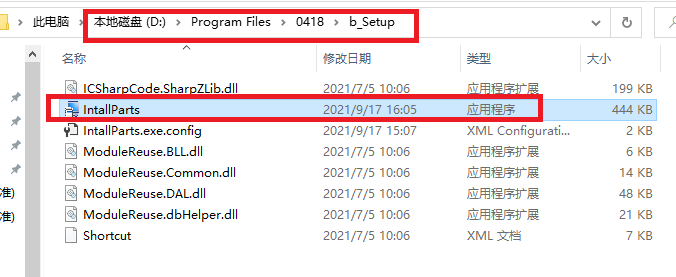 此电脑 > 本地磁盘 (D:) > Program Files > 0418 > b_Setup
名称 修改日期 类型 大小
ICSharpCode.SharpZLib.dll 2021/7/5 10:06 应用程序扩展 199 KB
IntallParts 2021/9/17 16:05 应用程序 444 KB
IntallParts.exe.config 2021/9/17 15:07 XML Configurati... 2 KB
ModuleReuse.BLL.dll 2021/7/5 10:06 应用程序扩展 6 KB
ModuleReuse.Common.dll 2021/7/5 10:06 应用程序扩展 14 KB
ModuleReuse.DAL.dll 2021/7/5 10:06 应用程序扩展 48 KB
准) ModuleReuse.dbHelper.dll 2021/7/5 10:06 应用程序扩展 21 KB
准) Shortcut 2021/7/5 10:06 XML 文档 7 KB